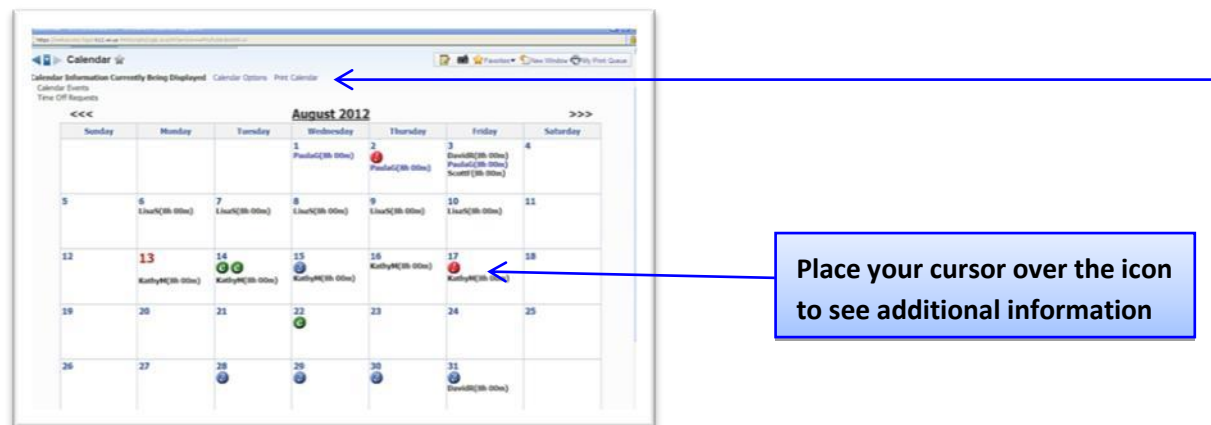 Calendar
Favorites New Window My Print Queue
Calendar Information Currently Being Displayed Calendar Options Print Calendar
Calendar Events
Time Off Requests
<<< August 2012 >>>
Sunday Monday Tuesday Wednesday Thursday Friday Saturday
1 2 3 4
PaulaG(8h 00m) PaulaG(8h 00m) DavidR(8h 00m)
PaulaG(8h 00m)
ScottF(8h 00m)
5 6 7 8 9 10 11
LisaS(8h 00m) LisaS(8h 00m) LisaS(8h 00m) LisaS(8h 00m) LisaS(8h 00m)
12 13 14 15 16 17 18
KathyM(8h 00m) KathyM(8h 00m) KathyM(8h 00m) KathyM(8h 00m) KathyM(8h 00m)
19 20 21 22 23 24 25
26 27 28 29 30 31
DavidR(8h 00m)
Place your cursor over the icon
to see additional information